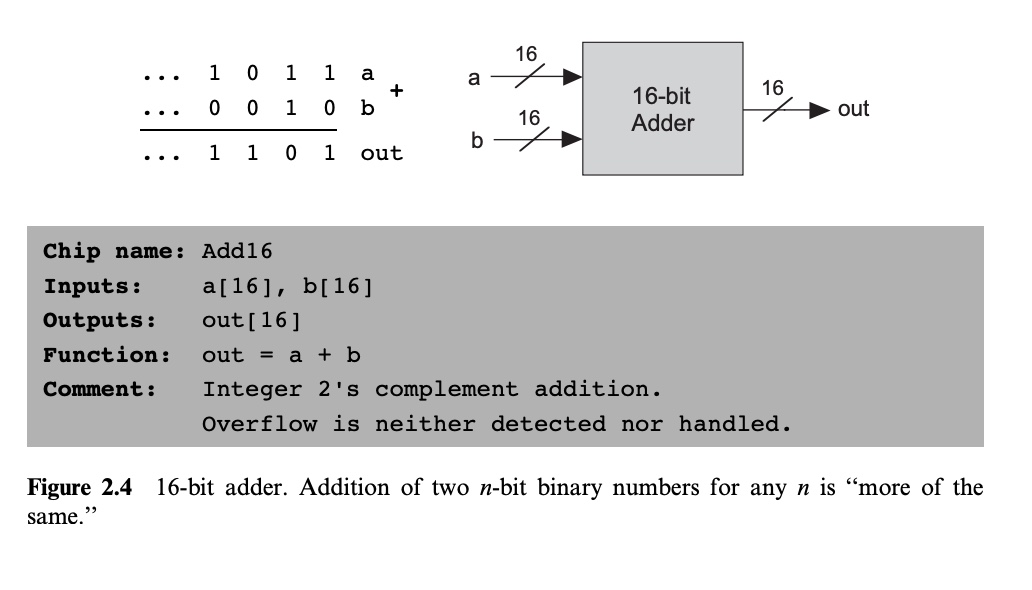 ... 1 0 1 1 a
+
... 0 0 1 0 b
... 1 1 0 1 out
16
a
16
b
16-bit
Adder
16
out
Chip name: Add16
Inputs: a[16], b[16]
Outputs: out[16]
Function: out = a + b
Comment: Integer 2's complement addition.
Overflow is neither detected nor handled.
Figure 2.4 16-bit adder. Addition of two n-bit binary numbers for any n is “more of the
same.”